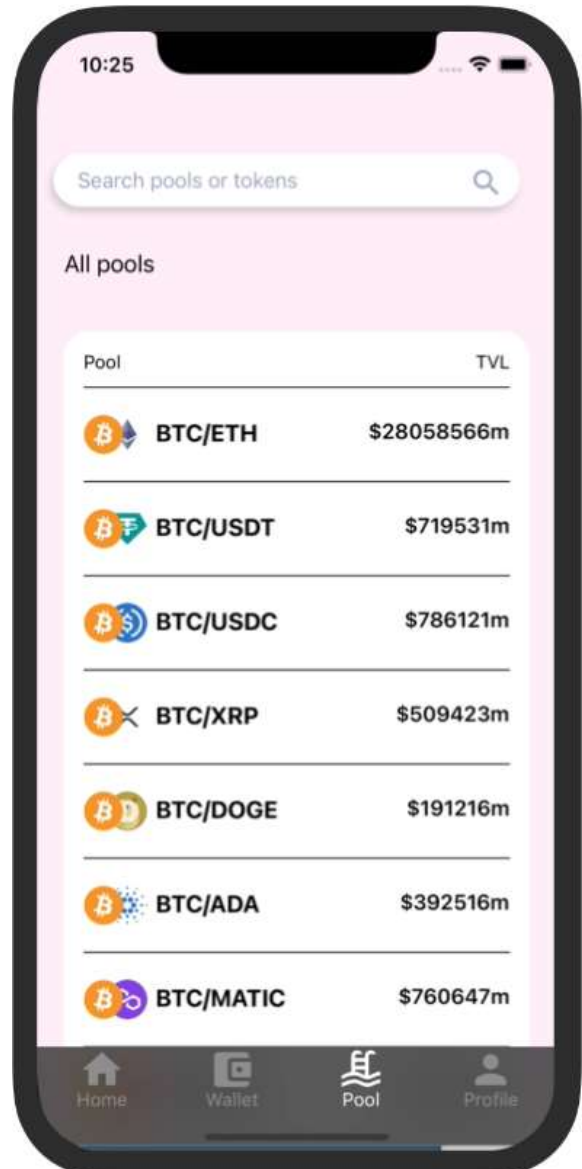 10:25
Search pools or tokens
All pools
Pool TVL
BTC/ETH $28058566m
BTC/USDT $719531m
BTC/USDC $786121m
BTC/XRP $509423m
BTC/DOGE $191216m
BTC/ADA $392516m
BTC/MATIC $760647m
Home Wallet Pool Profile